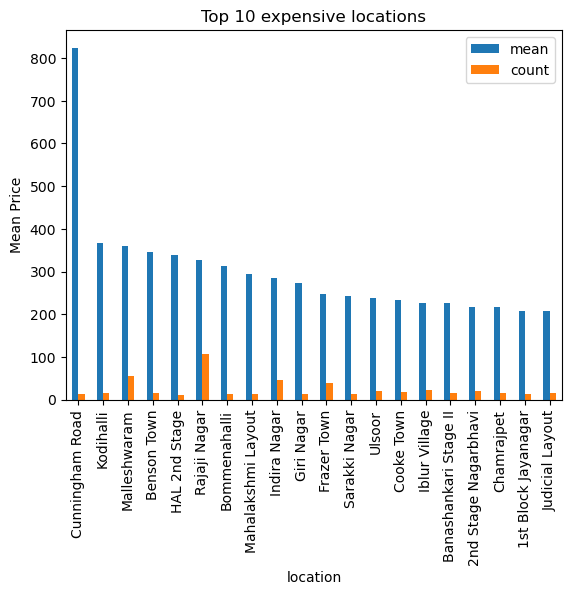 Top 10 expensive locations
mean
count
Mean Price
800
700
600
500
400
300
200
100
0
Cunningham Road
Kodihalli
Malleshwaram
Benson Town
HAL 2nd Stage
Rajaji Nagar
Bommenahalli
Mahalakshmi Layout
Indira Nagar
Giri Nagar
Frazer Town
Sarakki Nagar
Ulsoor
Cooke Town
Iblur Village
Banashankari Stage II
2nd Stage Nagarbhavi
Chamrajpet
1st Block Jayanagar
Judicial Layout
location